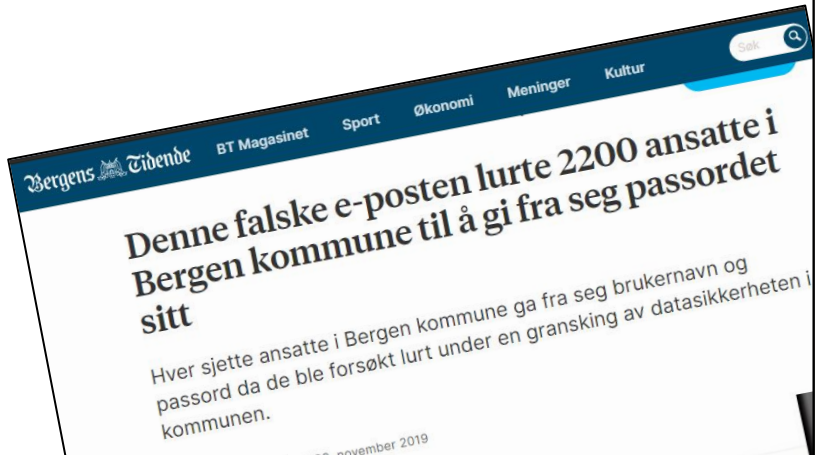 Bergens Tidende BT Magasinet Sport Økonomi Meninger Kultur Søk
Denne falske e-posten lurte 2200 ansatte i
Bergen kommune til å gi fra seg passordet
sitt
Hver sjette ansatte i Bergen kommune ga fra seg brukernavn og
passord da de ble forsøkt lurt under en gransking av datasikkerheten i
kommunen.
november 2019